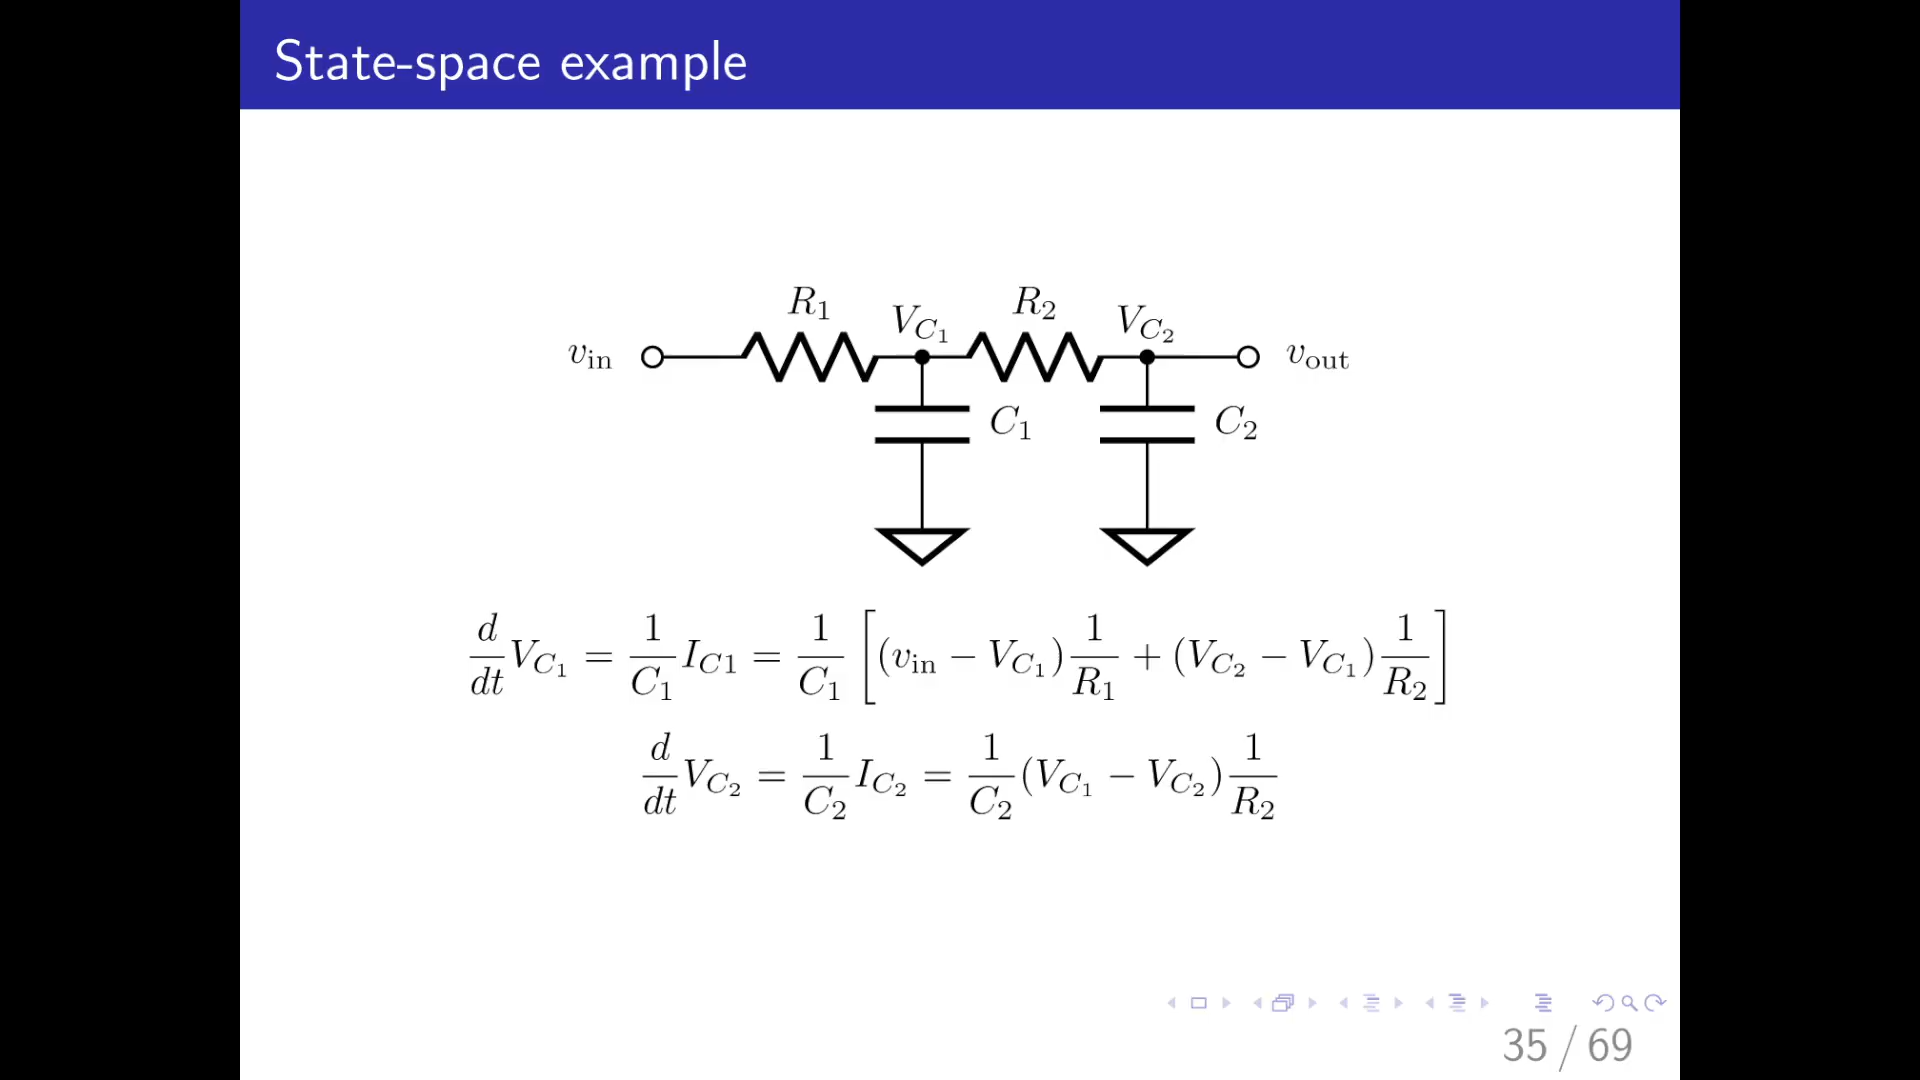 State-space example
R₁ V_{C₁} R₂ V_{C₂}
v_in v_out
C₁ C₂
d/dt V_{C₁} = 1/C₁ I_{C1} = 1/C₁ [(v_in − V_{C₁}) 1/R₁ + (V_{C₂} − V_{C₁}) 1/R₂]
d/dt V_{C₂} = 1/C₂ I_{C₂} = 1/C₂ (V_{C₁} − V_{C₂}) 1/R₂
35 / 69